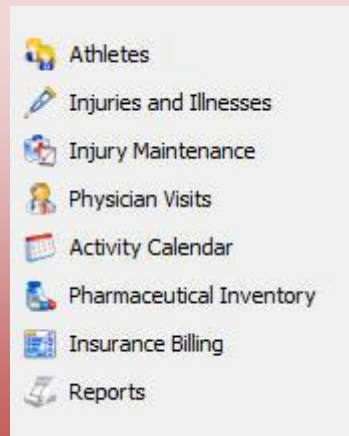 Athletes
Injuries and Illnesses
Injury Maintenance
Physician Visits
Activity Calendar
Pharmaceutical Inventory
Insurance Billing
Reports